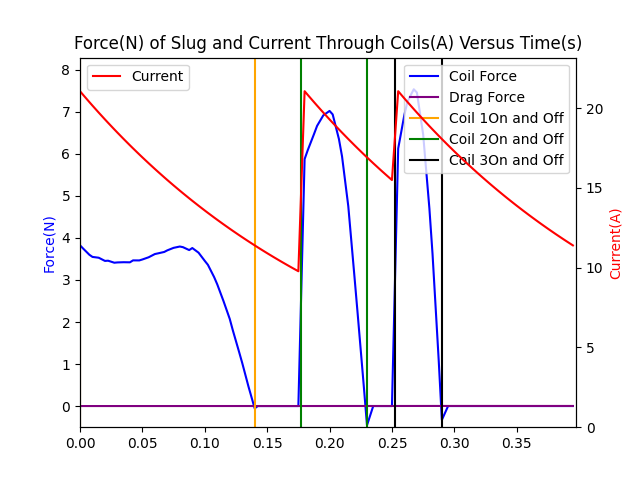 Force(N) of Slug and Current Through Coils(A) Versus Time(s)
Current
Coil Force
Drag Force
Coil 1On and Off
Coil 2On and Off
Coil 3On and Off
Force(N)
8
7
6
5
4
3
2
1
0
Current(A)
20
15
10
5
0
0.00 0.05 0.10 0.15 0.20 0.25 0.30 0.35